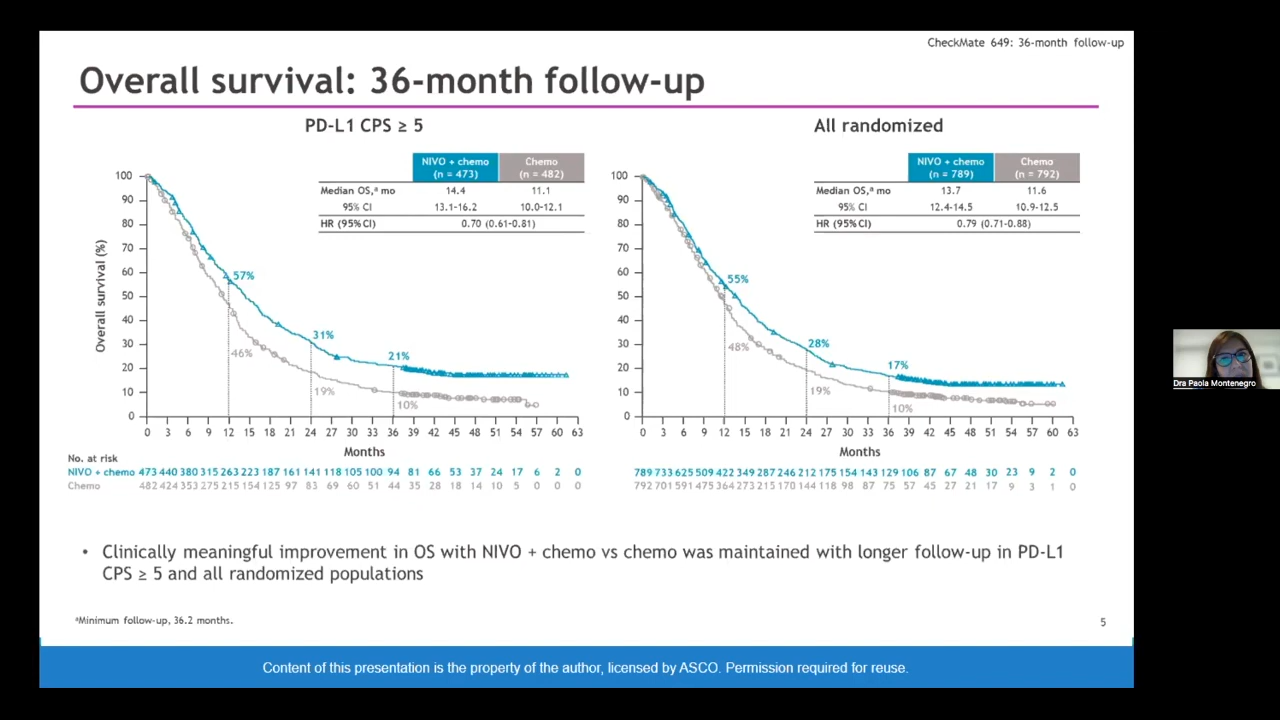 CheckMate 649: 36-month follow-up
Overall survival: 36-month follow-up
PD-L1 CPS ≥ 5
NIVO + chemo
(n = 473)
Chemo
(n = 482)
Median OS,ᵃ mo 14.4 11.1
95% CI 13.1-16.2 10.0-12.1
HR (95%CI) 0.70 (0.61-0.81)
Overall survival (%)
100
90
80
70
60
50
40
30
20
10
0
57%
46%
31%
19%
21%
10%
0 3 6 9 12 15 18 21 24 27 30 33 36 39 42 45 48 51 54 57 60 63
Months
No. at risk
NIVO + chemo 473 440 380 315 263 223 187 161 141 118 105 100 94 81 66 53 37 24 17 6 2 0
Chemo 482 424 353 275 215 154 125 97 83 69 60 51 44 35 28 18 14 10 5 0 0 0
All randomized
NIVO + chemo
(n = 789)
Chemo
(n = 792)
Median OS,ᵃ mo 13.7 11.6
95% CI 12.4-14.5 10.9-12.5
HR (95%CI) 0.79 (0.71-0.88)
100
90
80
70
60
50
40
30
20
10
0
55%
48%
28%
19%
17%
10%
0 3 6 9 12 15 18 21 24 27 30 33 36 39 42 45 48 51 54 57 60 63
Months
789 733 625 509 422 349 287 246 212 175 154 143 129 106 87 67 48 30 23 9 2 0
792 701 591 475 364 273 215 170 144 118 98 87 75 57 45 27 21 17 9 3 1 0
• Clinically meaningful improvement in OS with NIVO + chemo vs chemo was maintained with longer follow-up in PD-L1
CPS ≥ 5 and all randomized populations
ᵃMinimum follow-up, 36.2 months.
5
Content of this presentation is the property of the author, licensed by ASCO. Permission required for reuse.
Dra Paola Montenegro